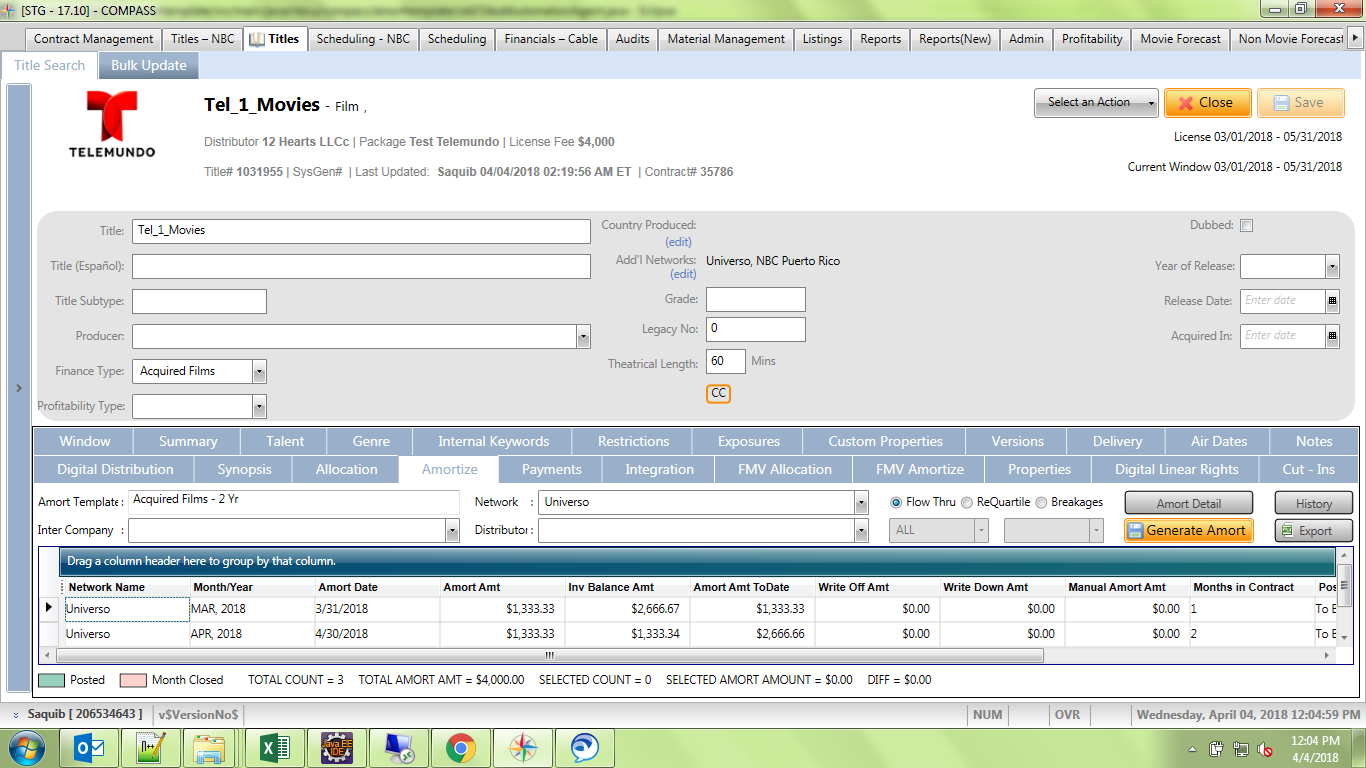 [STG - 17.10] - COMPASS
Contract Management Titles – NBC Titles Scheduling - NBC Scheduling Financials – Cable Audits Material Management Listings Reports Reports(New) Admin Profitability Movie Forecast Non Movie Forecast
Title Search Bulk Update
TELEMUNDO
Tel_1_Movies - Film ,
Select an Action Close Save
Distributor 12 Hearts LLCc | Package Test Telemundo | License Fee $4,000
License 03/01/2018 - 05/31/2018
Title# 1031955 | SysGen# | Last Updated: Saquib 04/04/2018 02:19:56 AM ET | Contract# 35786
Current Window 03/01/2018 - 05/31/2018
Title: Tel_1_Movies
Country Produced:
(edit)
Dubbed:
Title (Español):
Add'l Networks: Universo, NBC Puerto Rico
(edit)
Year of Release:
Title Subtype:
Grade:
Release Date: Enter date
Producer:
Legacy No: 0
Acquired In: Enter date
Finance Type: Acquired Films
Theatrical Length: 60 Mins
Profitability Type:
CC
Window Summary Talent Genre Internal Keywords Restrictions Exposures Custom Properties Versions Delivery Air Dates Notes
Digital Distribution Synopsis Allocation Amortize Payments Integration FMV Allocation FMV Amortize Properties Digital Linear Rights Cut - Ins
Amort Template : Acquired Films - 2 Yr Network : Universo Flow Thru ReQuartile Breakages Amort Detail History
Inter Company : Distributor : ALL Generate Amort Export
Drag a column header here to group by that column.
Network Name Month/Year Amort Date Amort Amt Inv Balance Amt Amort Amt ToDate Write Off Amt Write Down Amt Manual Amort Amt Months in Contract Pos
Universo MAR, 2018 3/31/2018 $1,333.33 $2,666.67 $1,333.33 $0.00 $0.00 $0.00 1 To E
Universo APR, 2018 4/30/2018 $1,333.33 $1,333.34 $2,666.66 $0.00 $0.00 $0.00 2 To E
Posted Month Closed TOTAL COUNT = 3 TOTAL AMORT AMT = $4,000.00 SELECTED COUNT = 0 SELECTED AMORT AMOUNT = $0.00 DIFF = $0.00
Saquib [ 206534643 ] v$VersionNo$ NUM OVR Wednesday, April 04, 2018 12:04:59 PM
Java EE
IDE
12:04 PM
4/4/2018